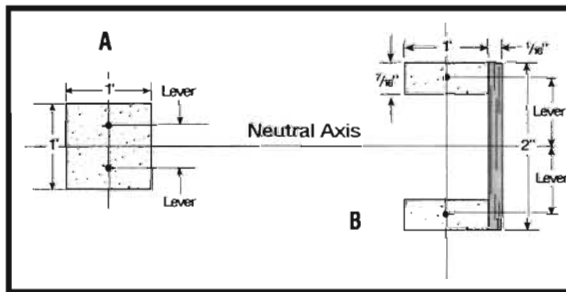 A
1"
Lever
1"
Neutral Axis
Lever
1"
1/16"
7/16"
Lever
2"
Lever
B